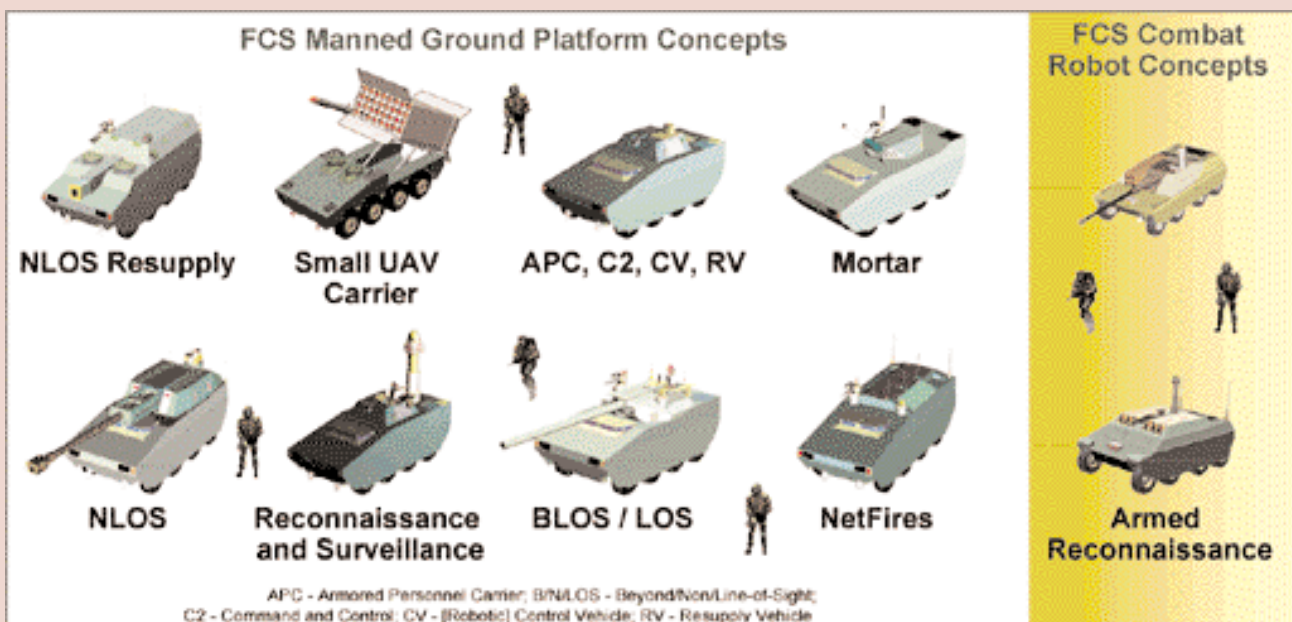 FCS Manned Ground Platform Concepts
FCS Combat
Robot Concepts
NLOS Resupply
Small UAV
Carrier
APC, C2, CV, RV
Mortar
NLOS
Reconnaissance
and Surveillance
BLOS / LOS
NetFires
Armed
Reconnaissance
APC - Armored Personnel Carrier; B/N/LOS - Beyond/Non/Line-of-Sight;
C2 - Command and Control; CV - [Robotic] Control Vehicle; RV - Resupply Vehicle